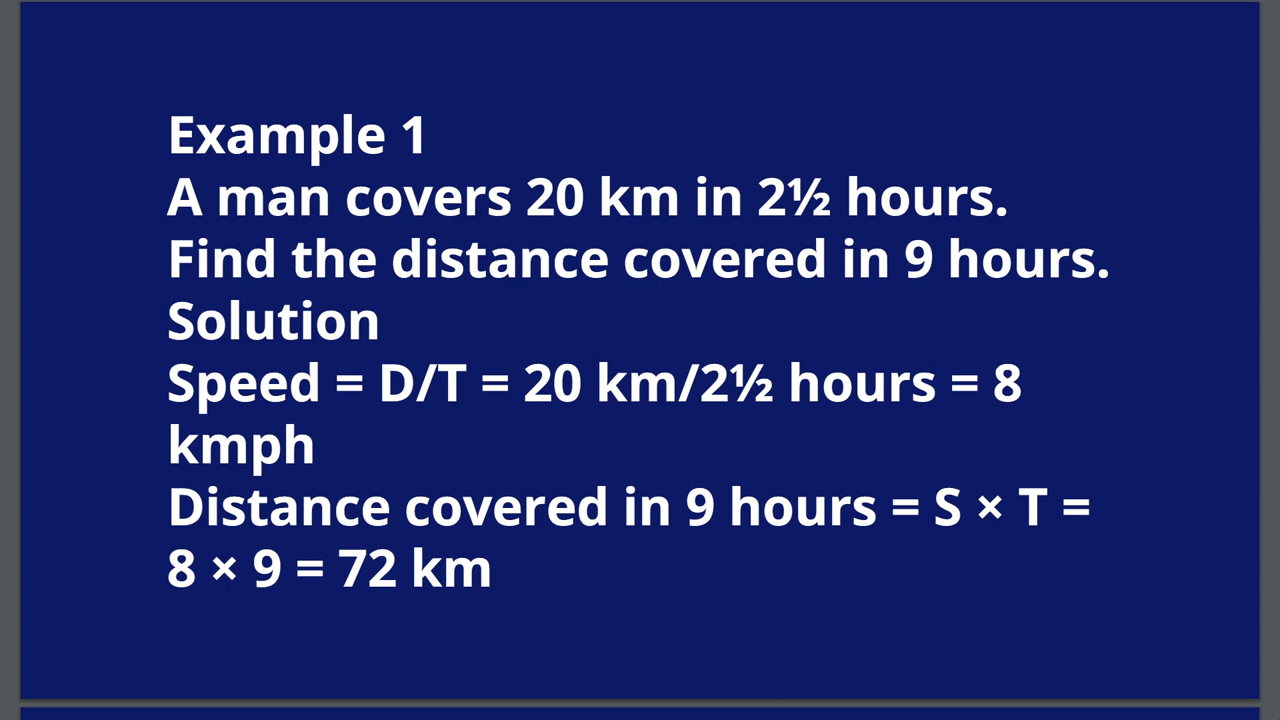 Example 1
A man covers 20 km in 2½ hours.
Find the distance covered in 9 hours.
Solution
Speed = D/T = 20 km/2½ hours = 8
kmph
Distance covered in 9 hours = S × T =
8 × 9 = 72 km